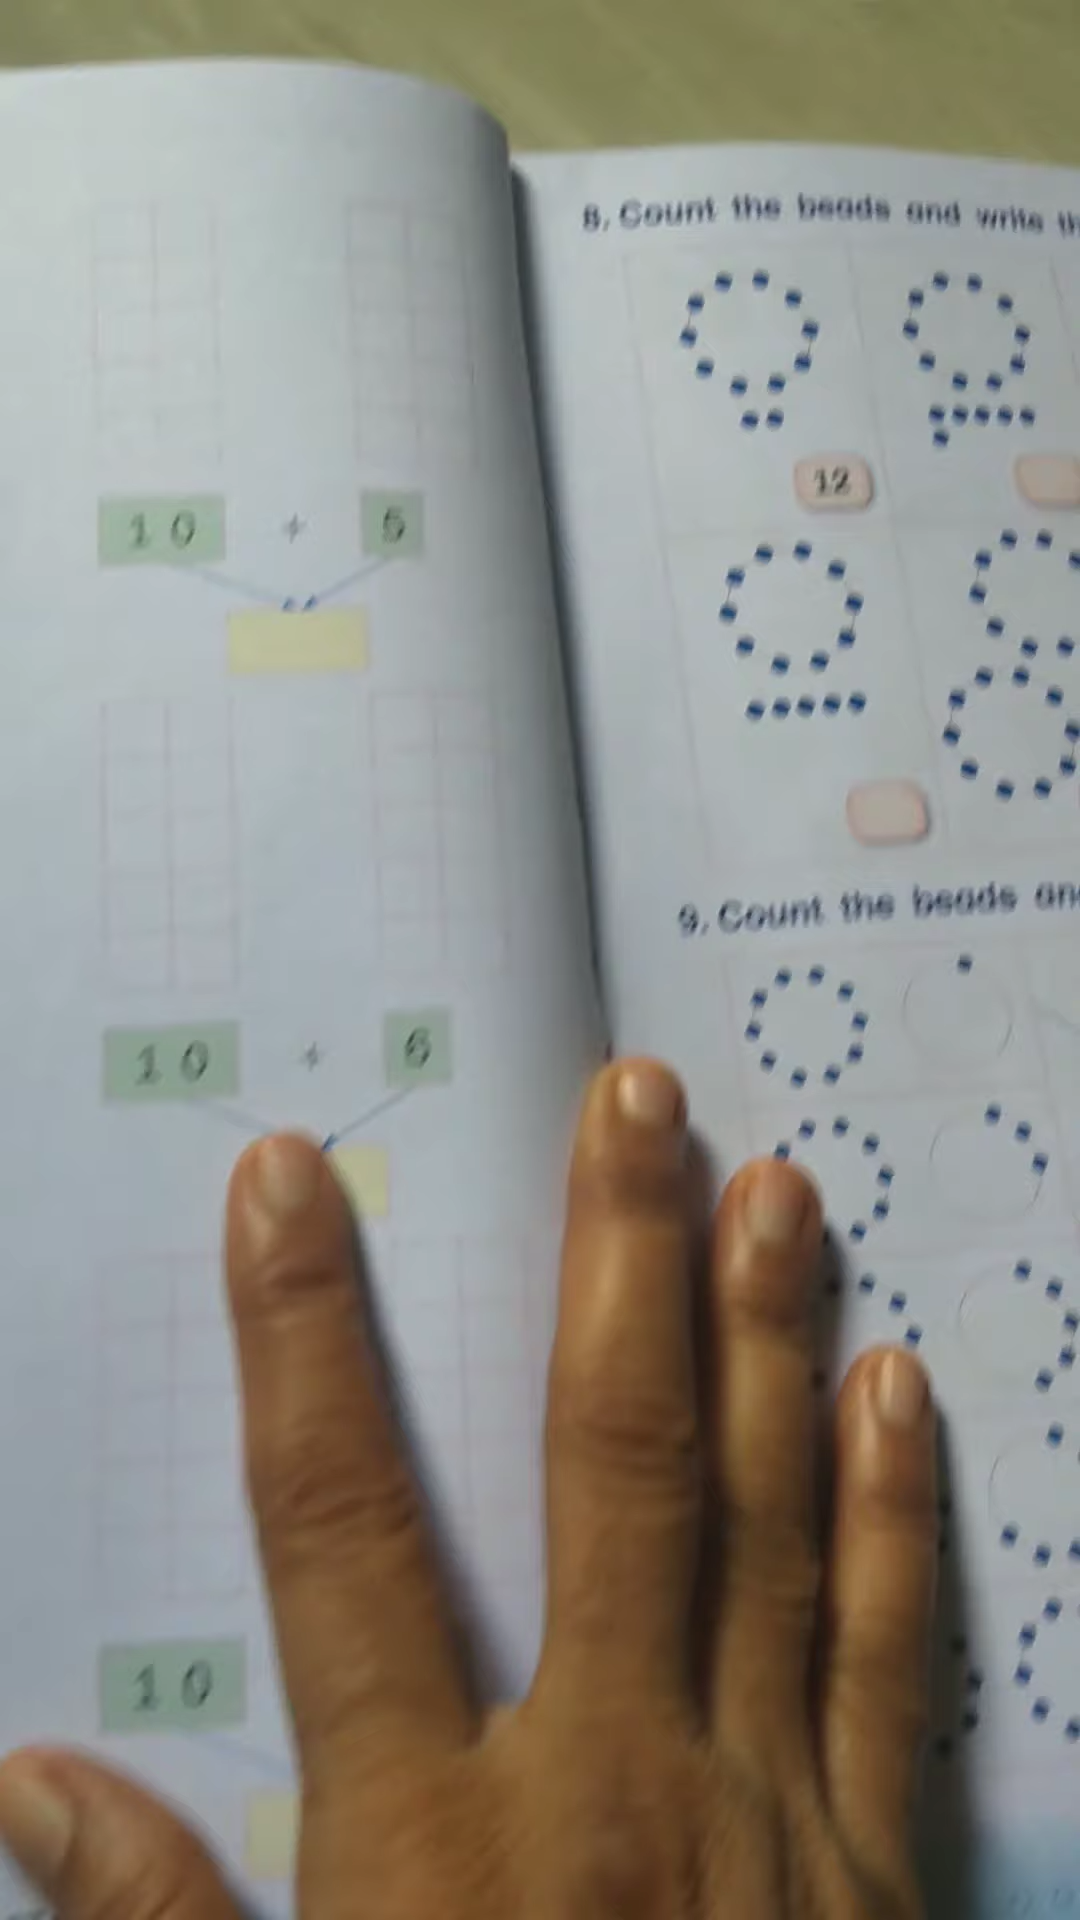 10 + 5
10 + 6
10
8. Count the beads and write
12
9. Count the beads